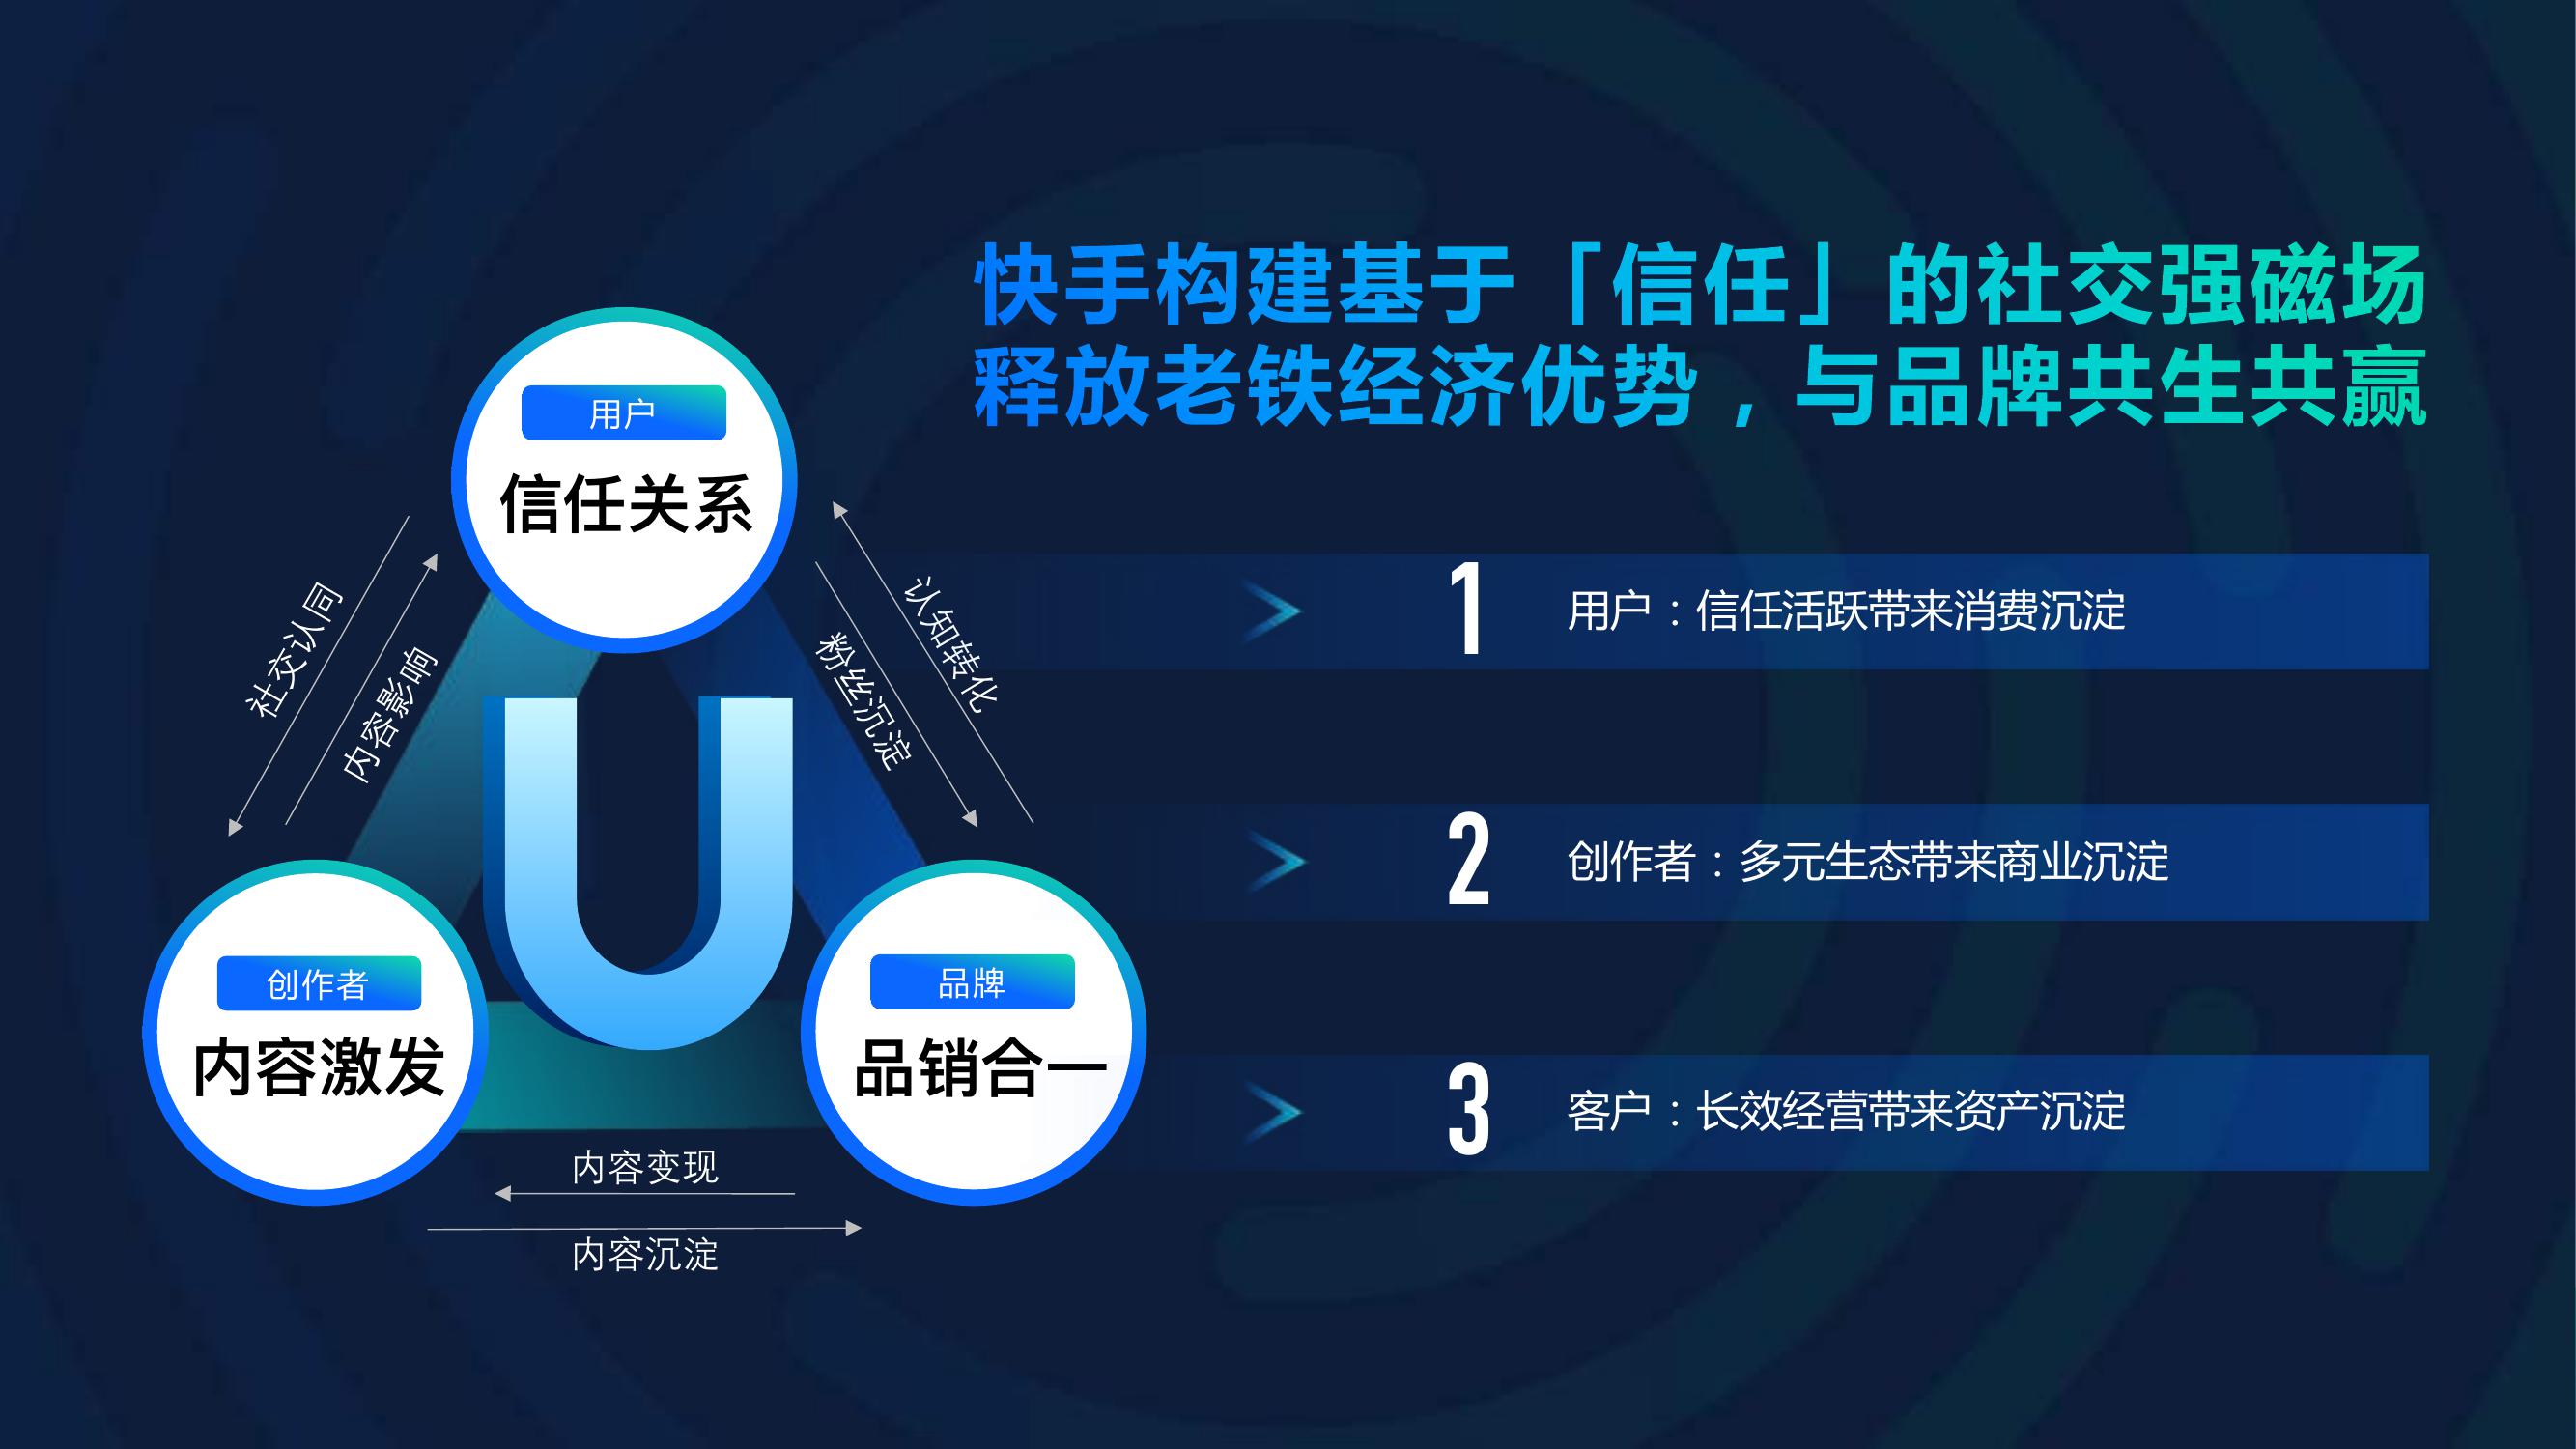 快手构建基于「信任」的社交强磁场
释放老铁经济优势，与品牌共生共赢
用户
信任关系
社交认同
内容影响
粉丝沉淀
认知转化
U
创作者
内容激发
品牌
品销合一
内容变现
内容沉淀
1 用户：信任活跃带来消费沉淀
2 创作者：多元生态带来商业沉淀
3 客户：长效经营带来资产沉淀